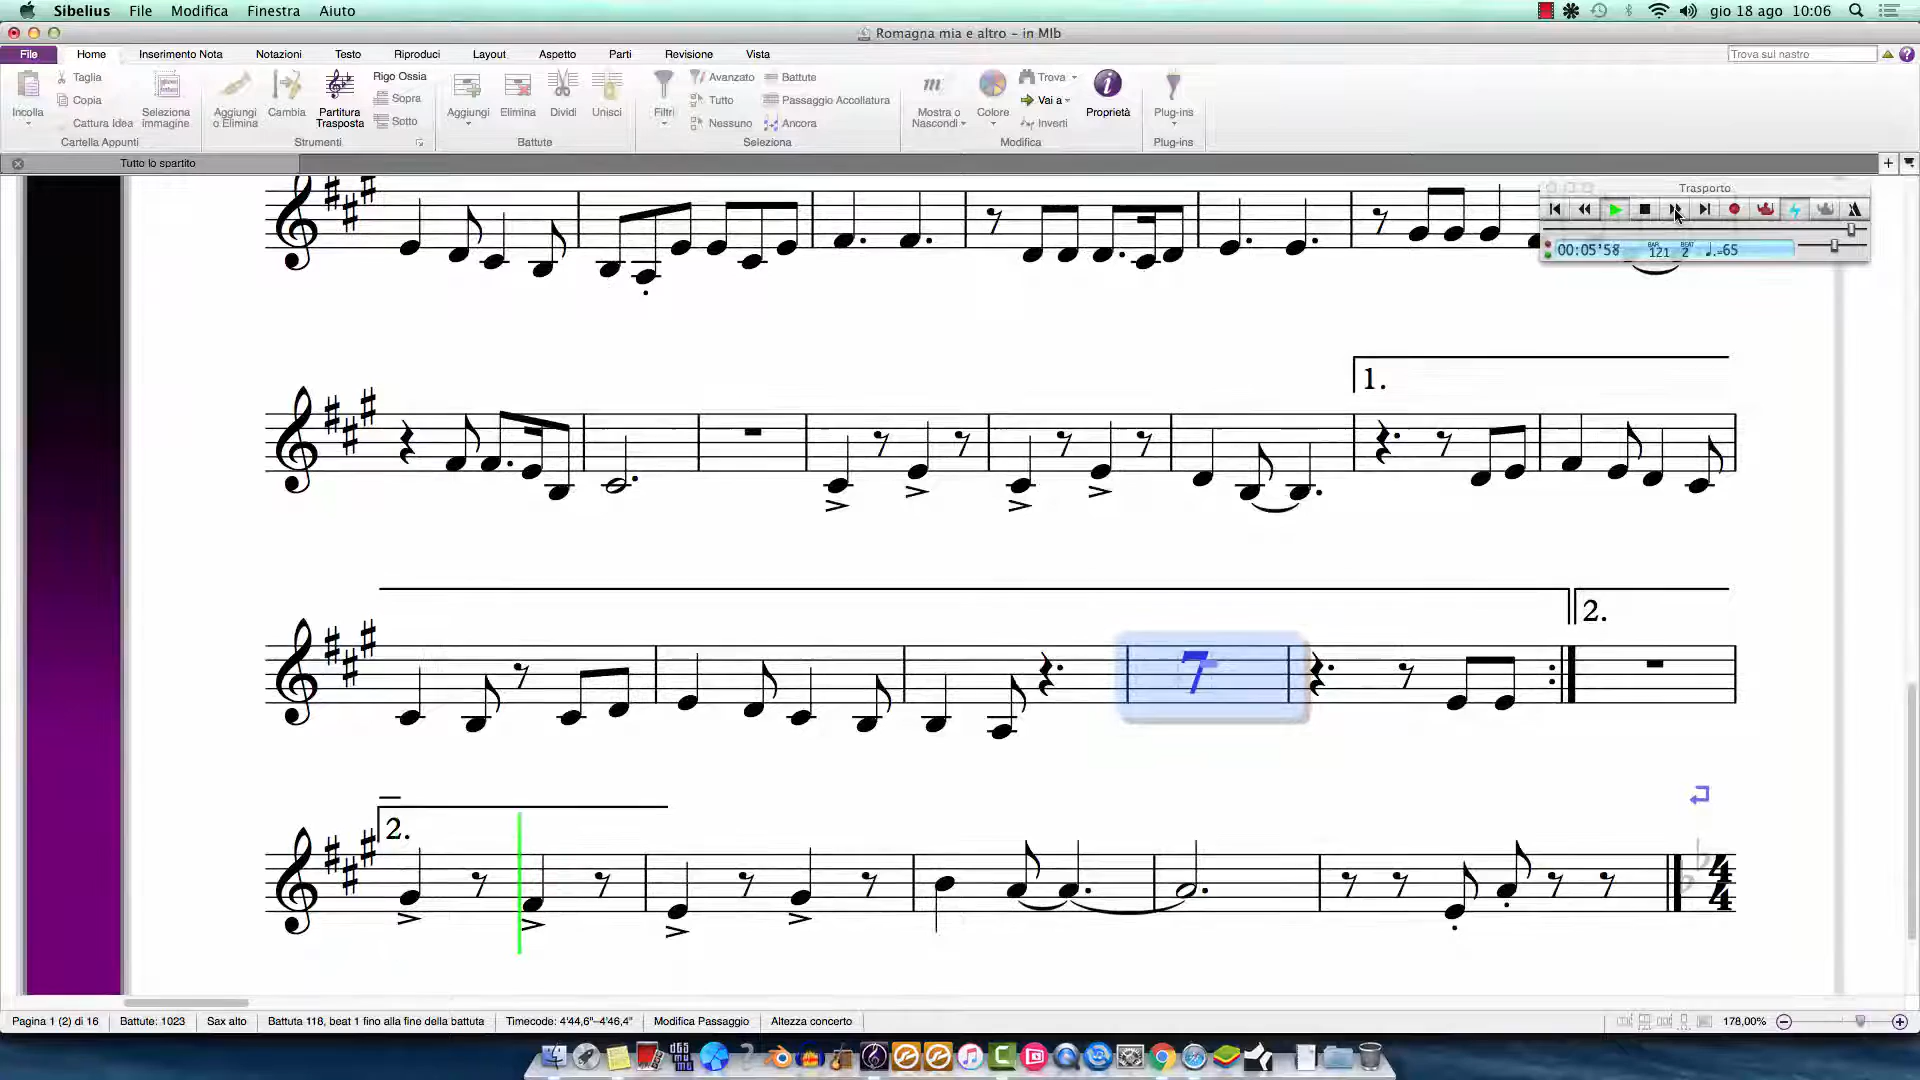 Sibelius File Modifica Finestra Aiuto gio 18 ago 10:06
Romagna mia e altro - in MIb
File Home Inserimento Nota Notazioni Testo Riproduci Layout Aspetto Parti Revisione Vista Trova sul nastro
Incolla Taglia Copia Cattura Idea Seleziona immagine
Cartella Appunti
Aggiungi o Elimina Cambia Partitura Trasposta Rigo Ossia Sopra Sotto
Strumenti
Aggiungi Elimina Dividi Unisci
Battute
Filtri Avanzato Tutto Nessuno Battute Passaggio Accollatura Ancora
Seleziona
Mostra o Nascondi Colore Trova Vai a Inverti Proprietà
Modifica
Plug-ins
Plug-ins
Tutto lo spartito
Trasporto
00:05'58 BAR 121 BEAT 2 ♩.=65
1.
7
2.
2.
4
4
Pagina 1 (2) di 16 Battute: 1023 Sax alto Battuta 118, beat 1 fino alla fine della battuta Timecode: 4'44,6"-4'46,4" Modifica Passaggio Altezza concerto 178,00%